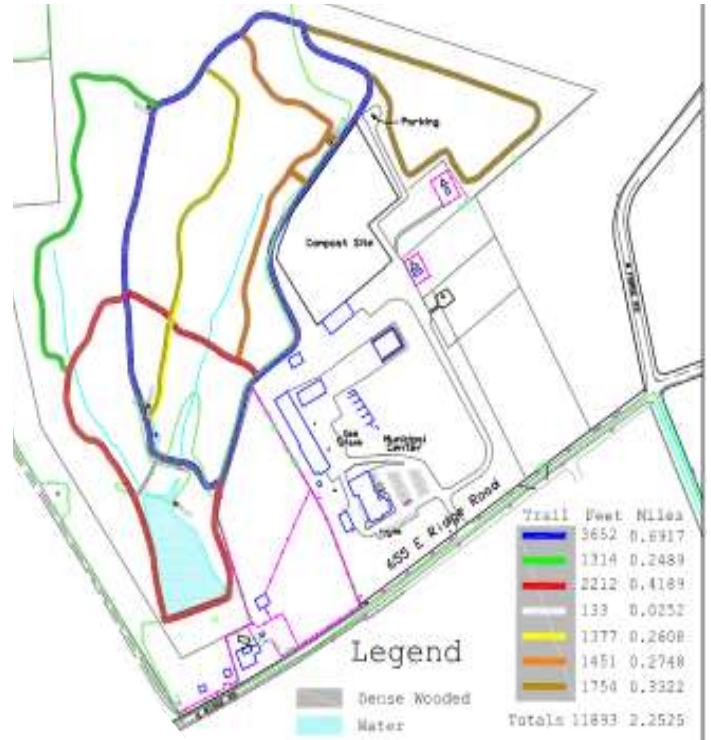 Parking
Compost Site
Municipal
Center
655 E Ridge Road
Trail Feet Miles
3652 0.6917
1314 0.2489
2212 0.4189
133 0.0252
1377 0.2608
1451 0.2748
1754 0.3322
Totals 11893 2.2525
Legend
Dense Wooded
Water